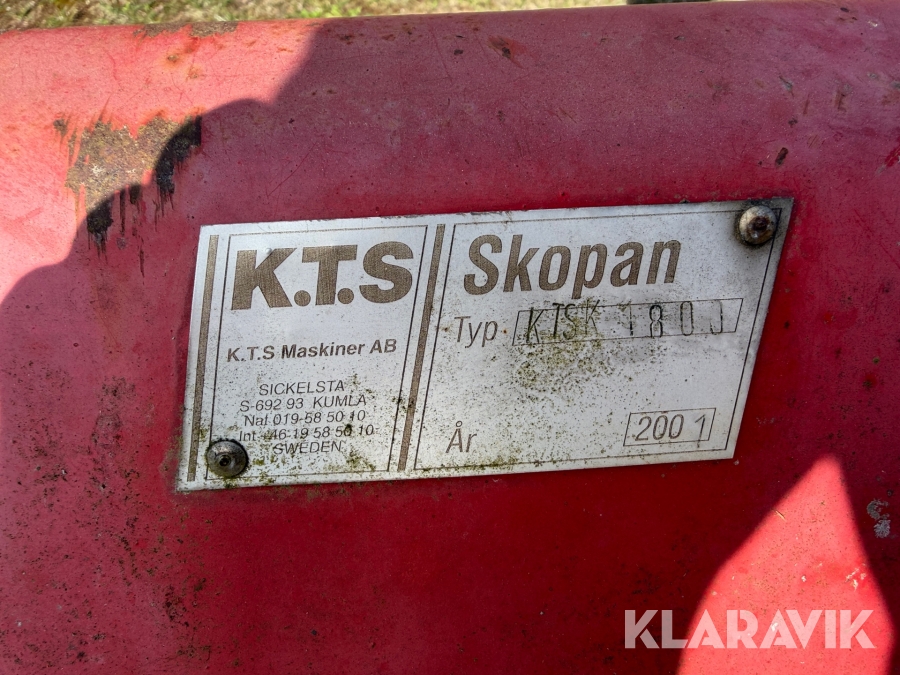 K.T.S
K.T.S Maskiner AB
SICKELSTA
S-692 93 KUMLA
Nat 019-58 50 10
Int +46 19 58 50 10
SWEDEN
Skopan
Typ KTSK 1800
År 2001
KLARAVIK